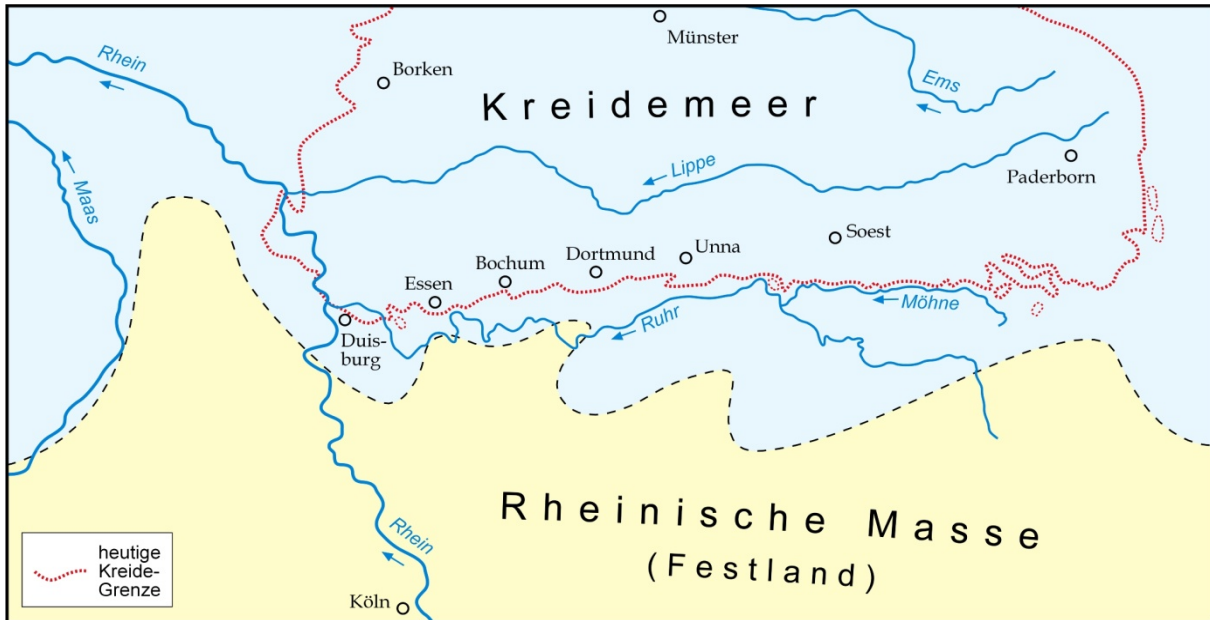 Rhein
Münster
Borken
Ems
Kreidemeer
Maas
Lippe
Paderborn
Soest
Unna
Dortmund
Bochum
Essen
Möhne
Ruhr
Duis-
burg
Rheinische Masse
(Festland)
Rhein
Köln
heutige
Kreide-
Grenze